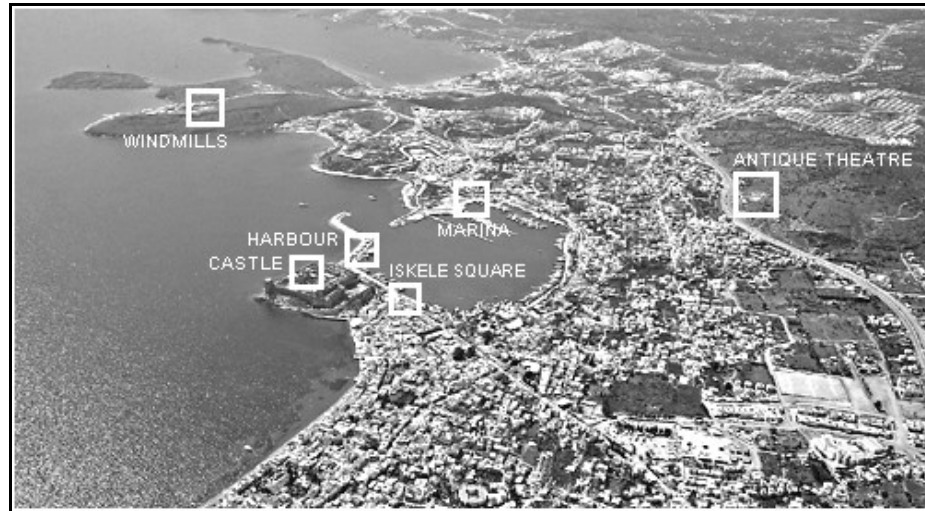 WINDMILLS
ANTIQUE THEATRE
MARINA
HARBOUR
CASTLE
ISKELE SQUARE